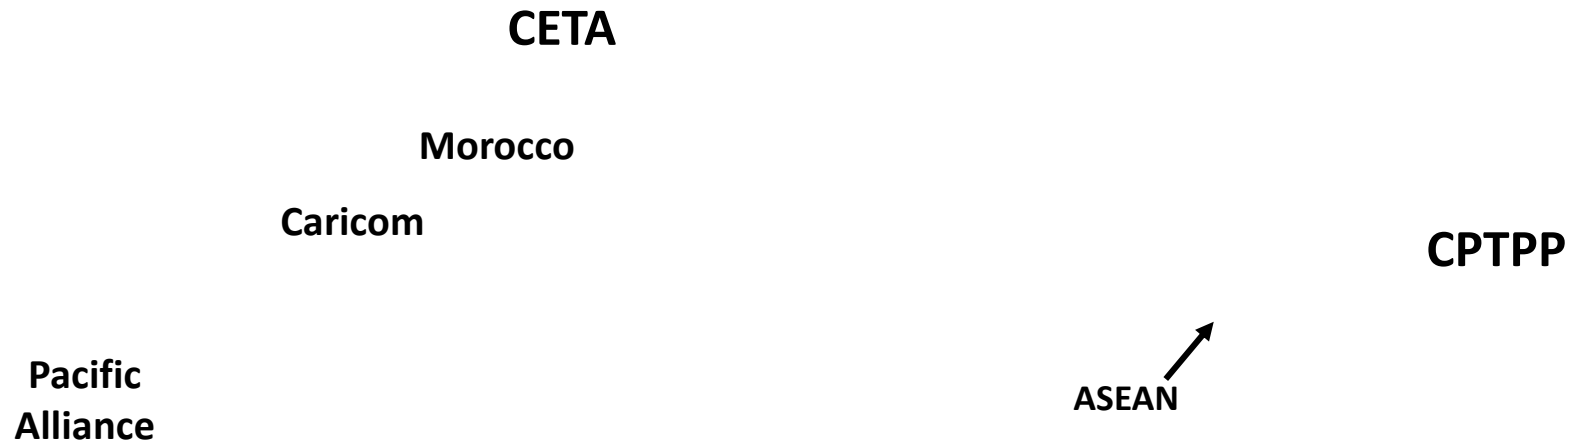 CETA
Morocco
Caricom
CPTPP
Pacific
Alliance
ASEAN